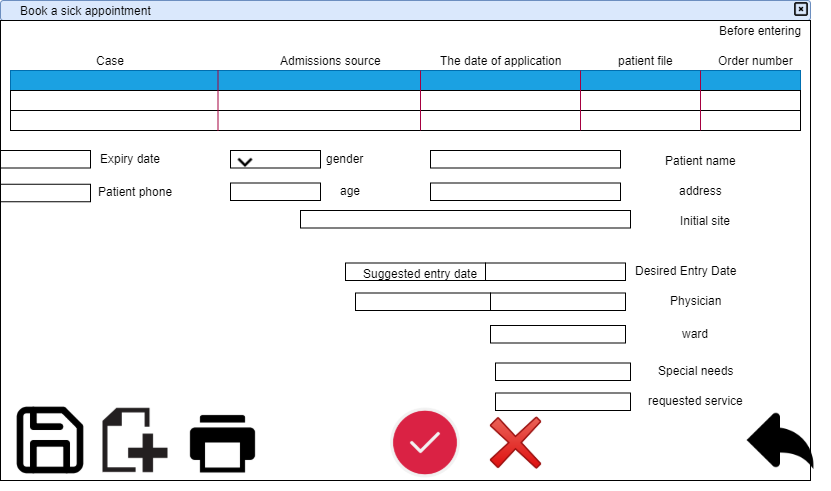 Book a sick appointment
Before entering
Case Admissions source The date of application patient file Order number
Expiry date gender Patient name
Patient phone age address
Initial site
Suggested entry date Desired Entry Date
Physician
ward
Special needs
requested service